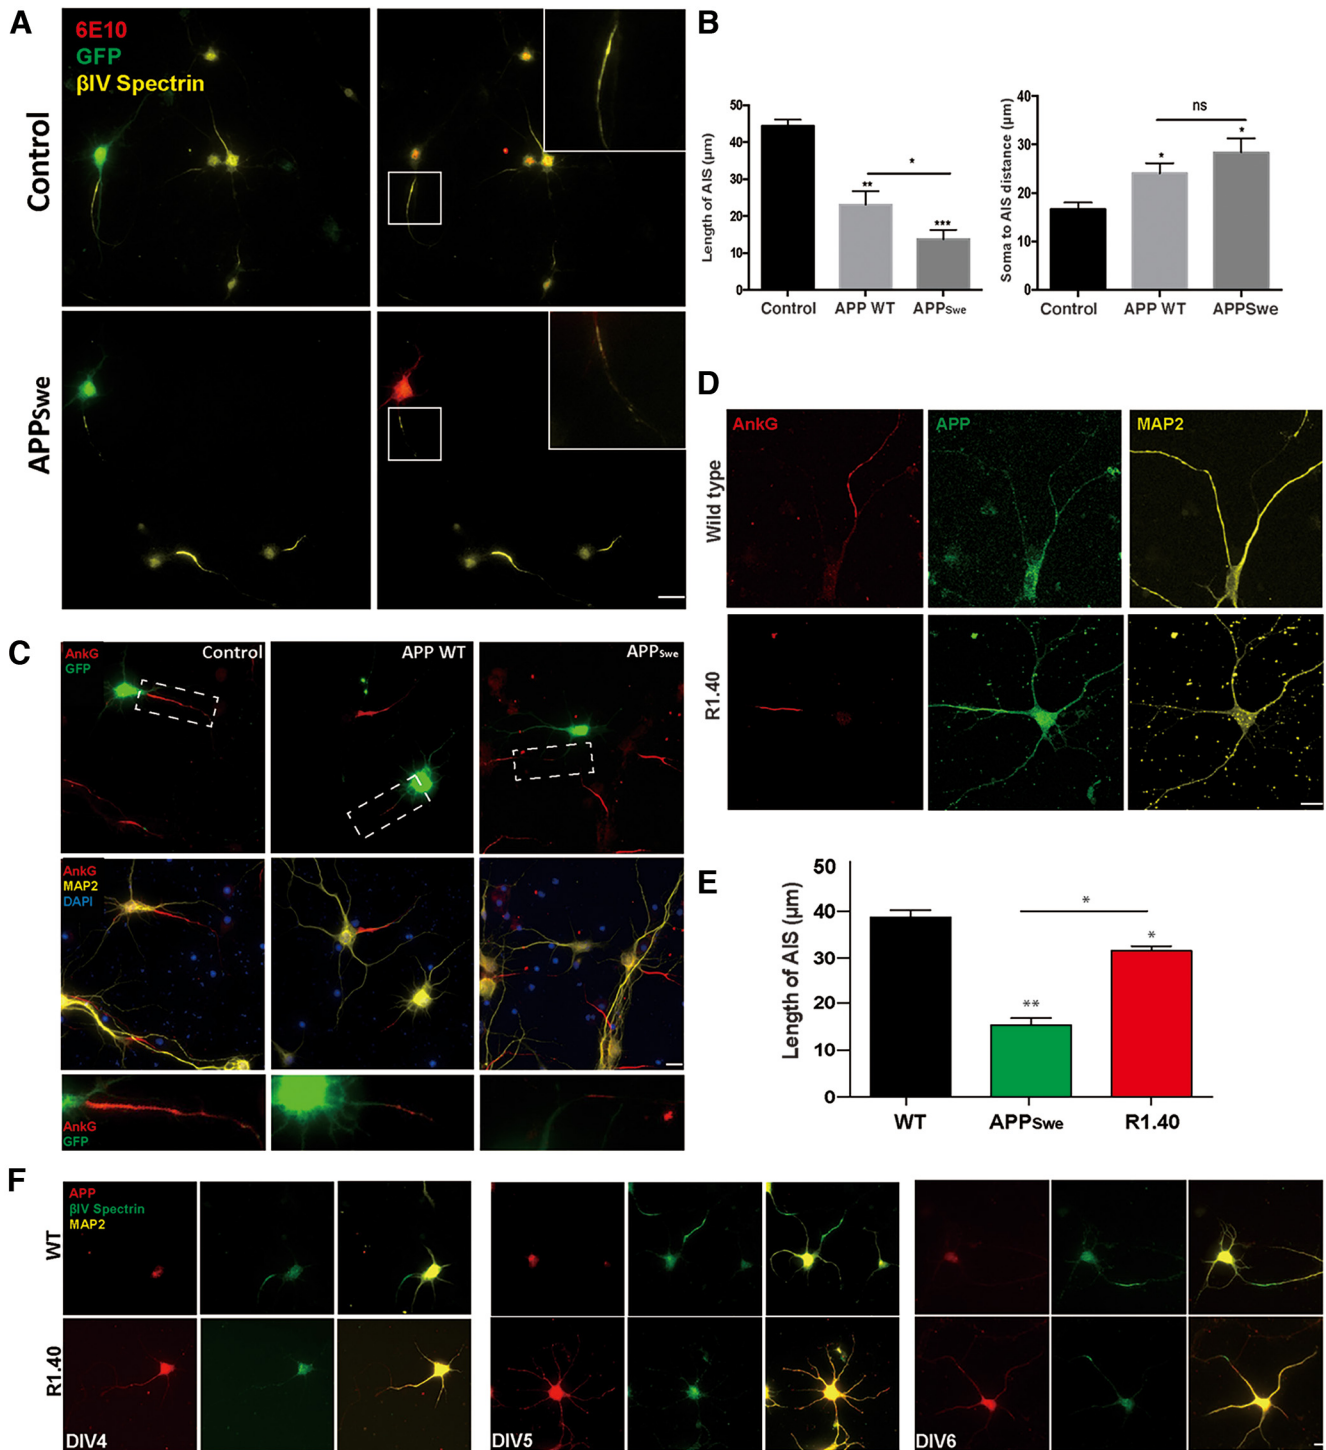 A
6E10
GFP
βIV Spectrin
Control
APPSwe
B
Length of AIS (μm)
50
40
30
20
10
0
**
*
***
Control
APP WT
APPSwe
Soma to AIS distance (μm)
40
30
20
10
0
ns
*
*
Control
APP WT
APPSwe
C
AnkG
GFP
Control
APP WT
APPSwe
AnkG
MAP2
DAPI
AnkG
GFP
D
AnkG
APP
MAP2
Wild type
R1.40
E
Length of AIS (μm)
50
40
30
20
10
0
**
*
*
WT
APPSwe
R1.40
F
APP
βIV Spectrin
MAP2
WT
R1.40
DIV4
DIV5
DIV6